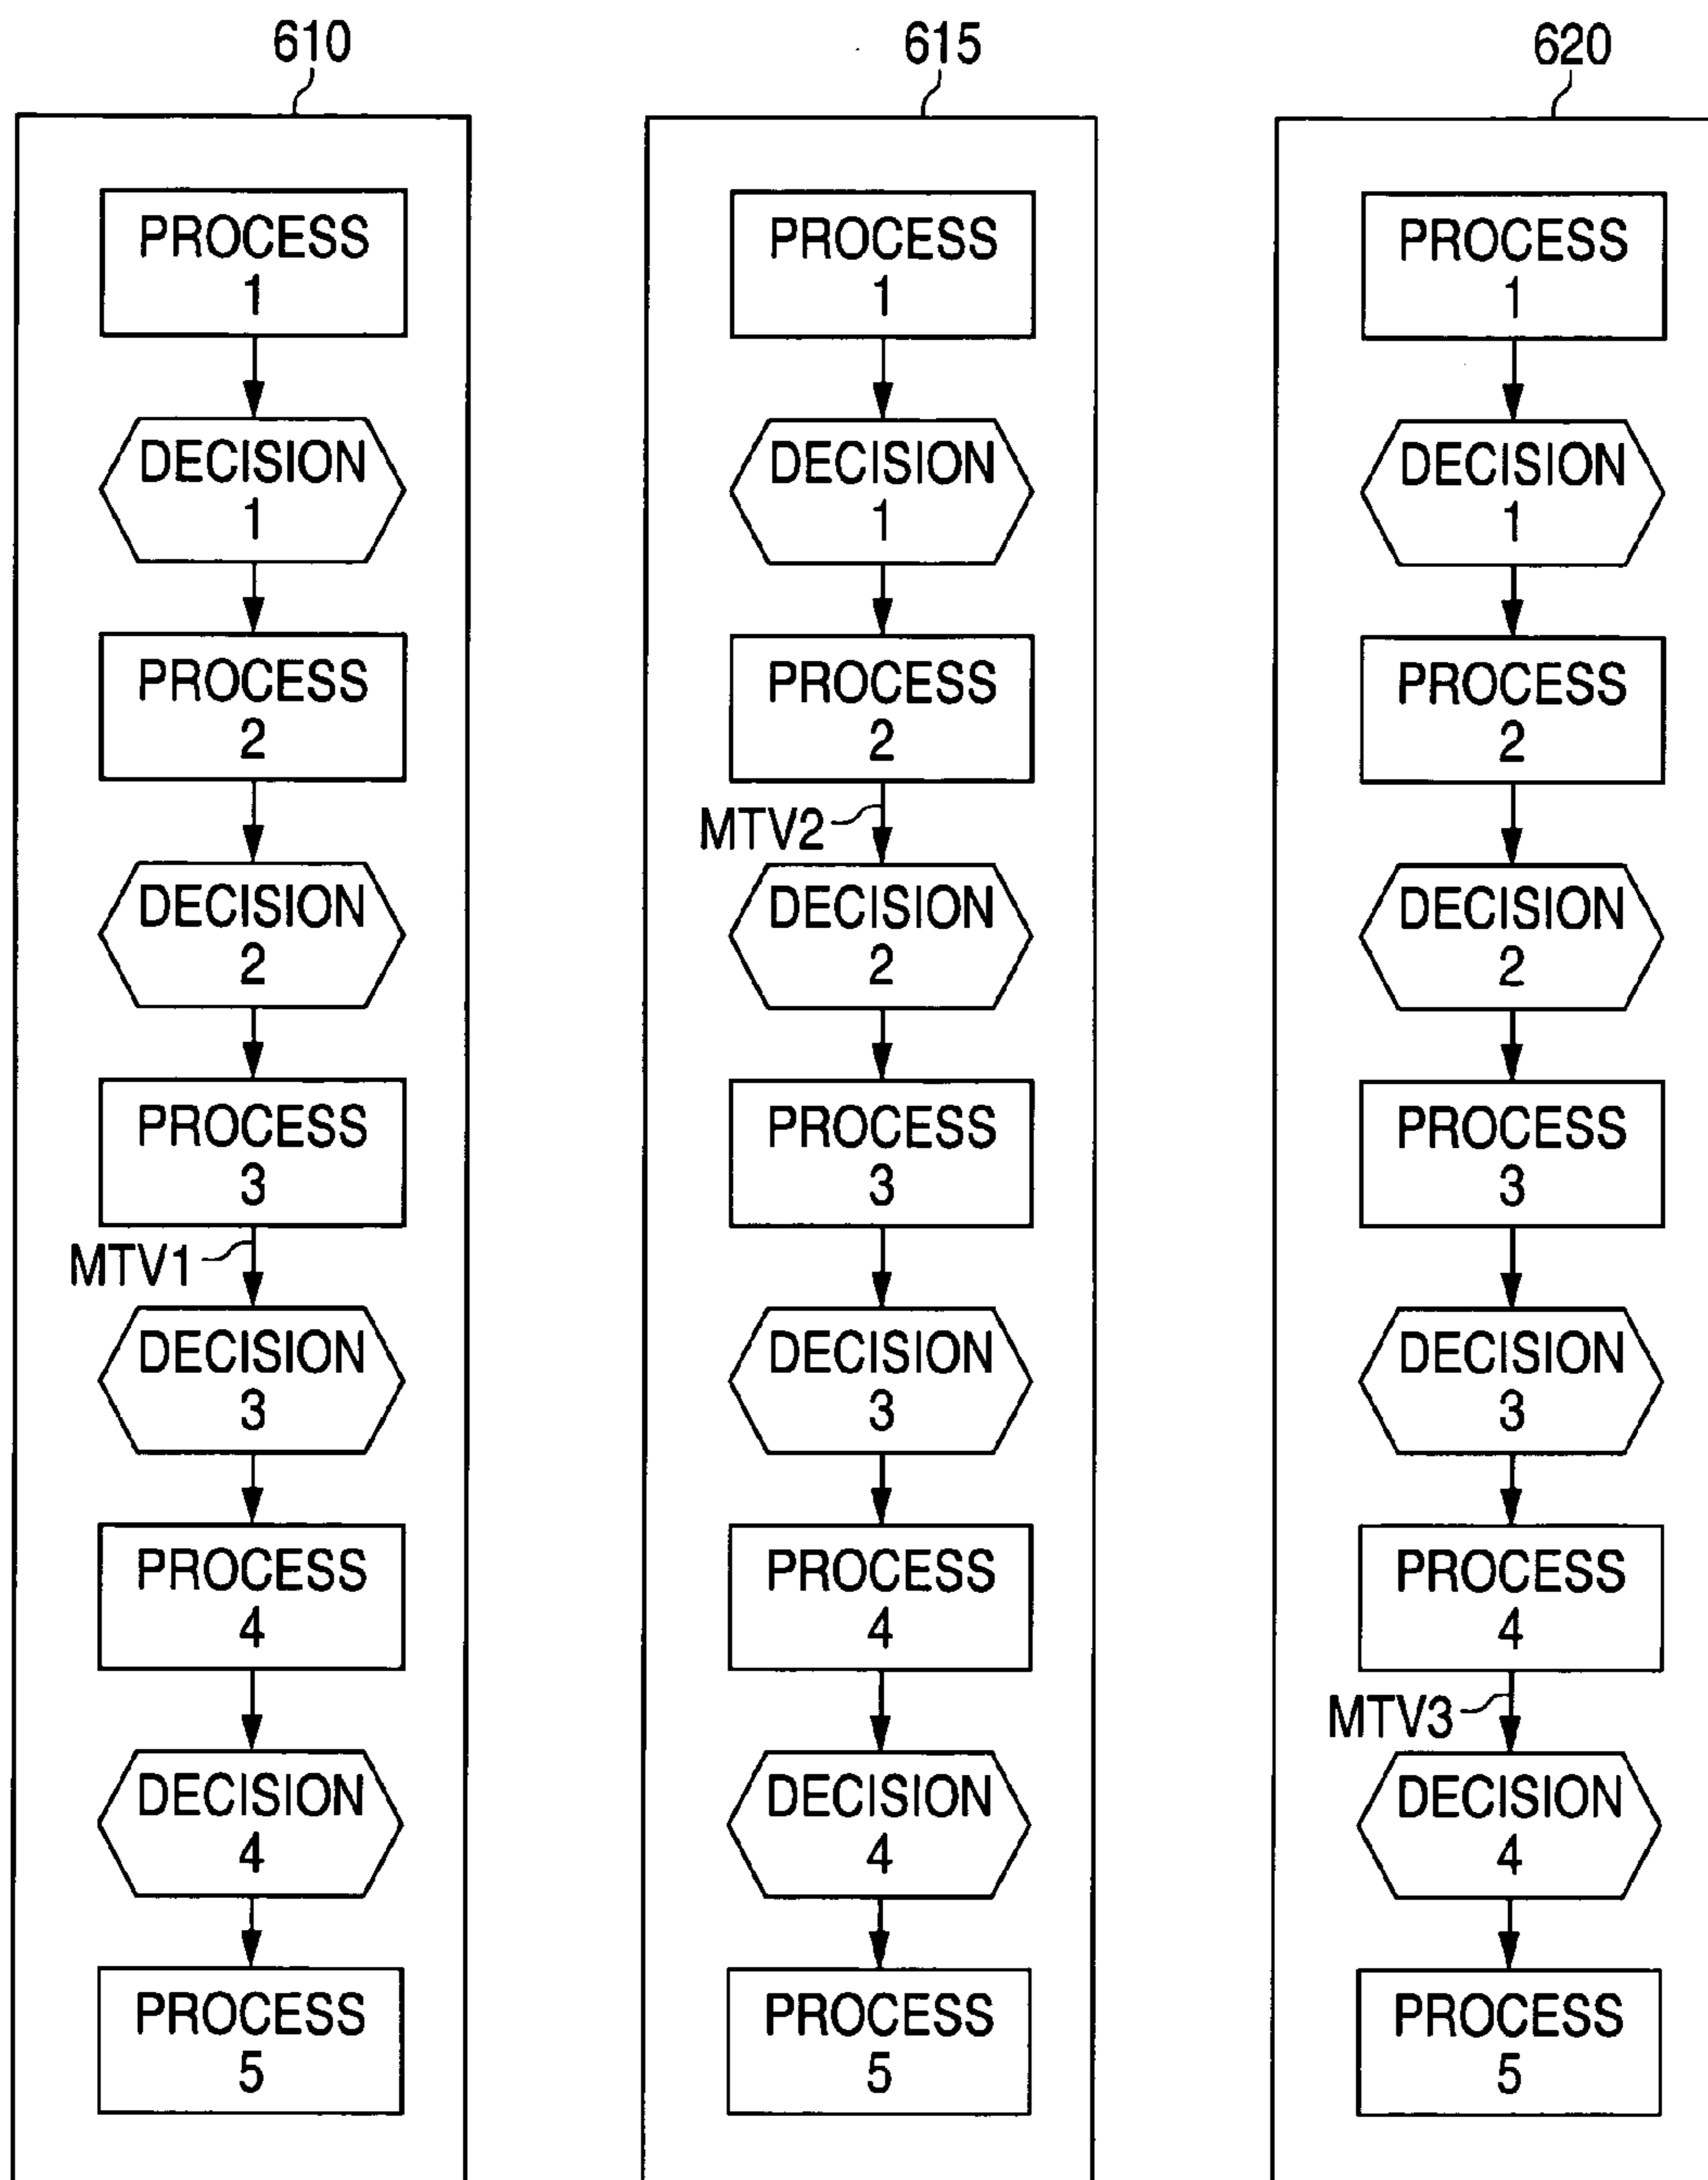 610
PROCESS
1
DECISION
1
PROCESS
2
DECISION
2
PROCESS
3
MTV1
DECISION
3
PROCESS
4
DECISION
4
PROCESS
5
615
PROCESS
1
DECISION
1
PROCESS
2
MTV2
DECISION
2
PROCESS
3
DECISION
3
PROCESS
4
DECISION
4
PROCESS
5
620
PROCESS
1
DECISION
1
PROCESS
2
DECISION
2
PROCESS
3
DECISION
3
PROCESS
4
MTV3
DECISION
4
PROCESS
5